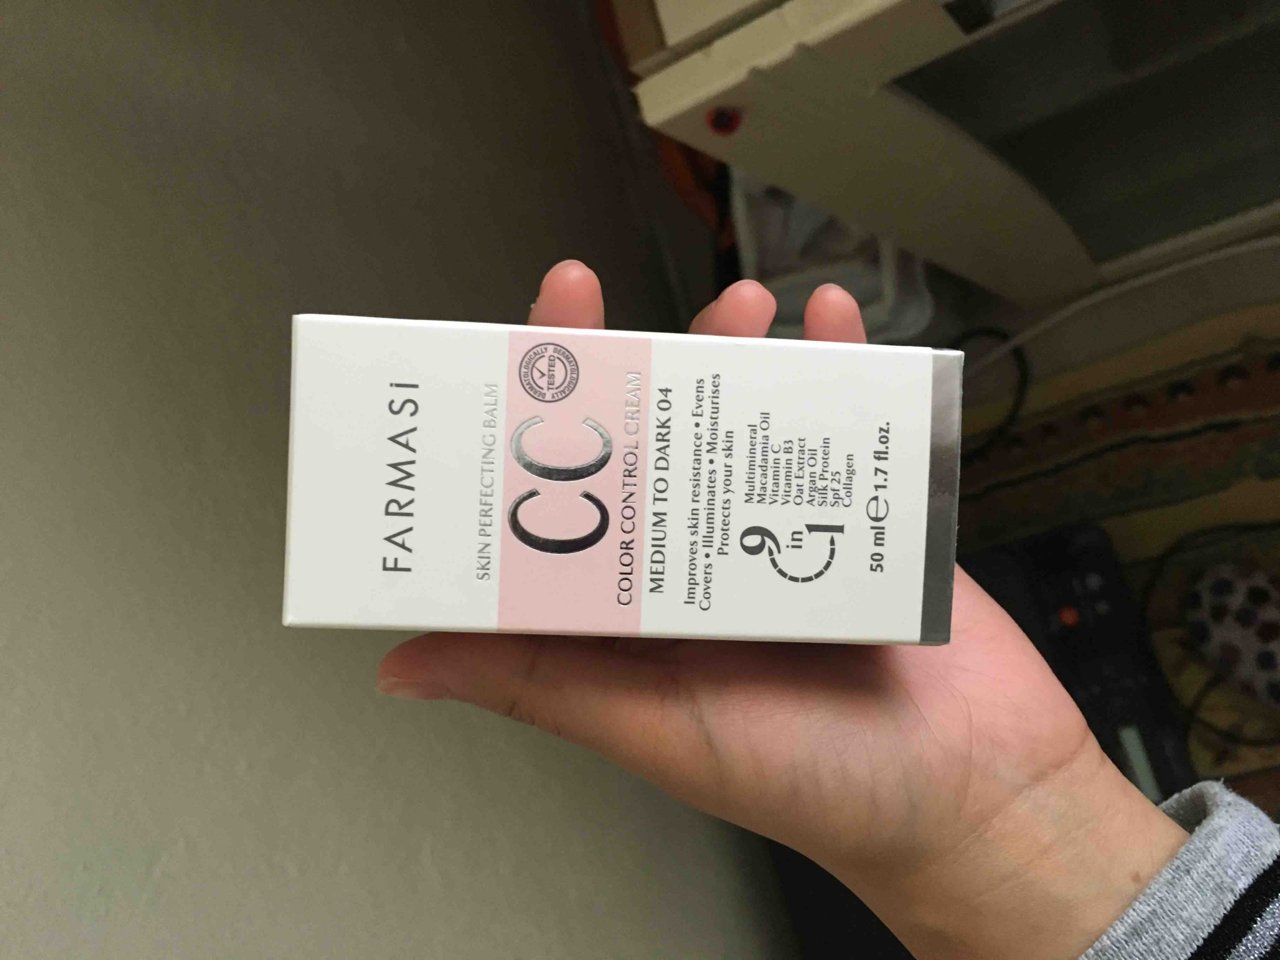 FARMASi
SKIN PERFECTING BALM
CC
DERMATOLOGICALLY
TESTED
DERMATOLOGICALLY
COLOR CONTROL CREAM
MEDIUM TO DARK 04
Improves skin resistance • Evens
Covers • Illuminates • Moisturises
Protects your skin
9
in
1
Multimineral
Macadamia Oil
Vitamin C
Vitamin B3
Oat Extract
Argan Oil
Silk Protein
Spf 25
Collagen
50 ml ℮ 1.7 fl.oz.